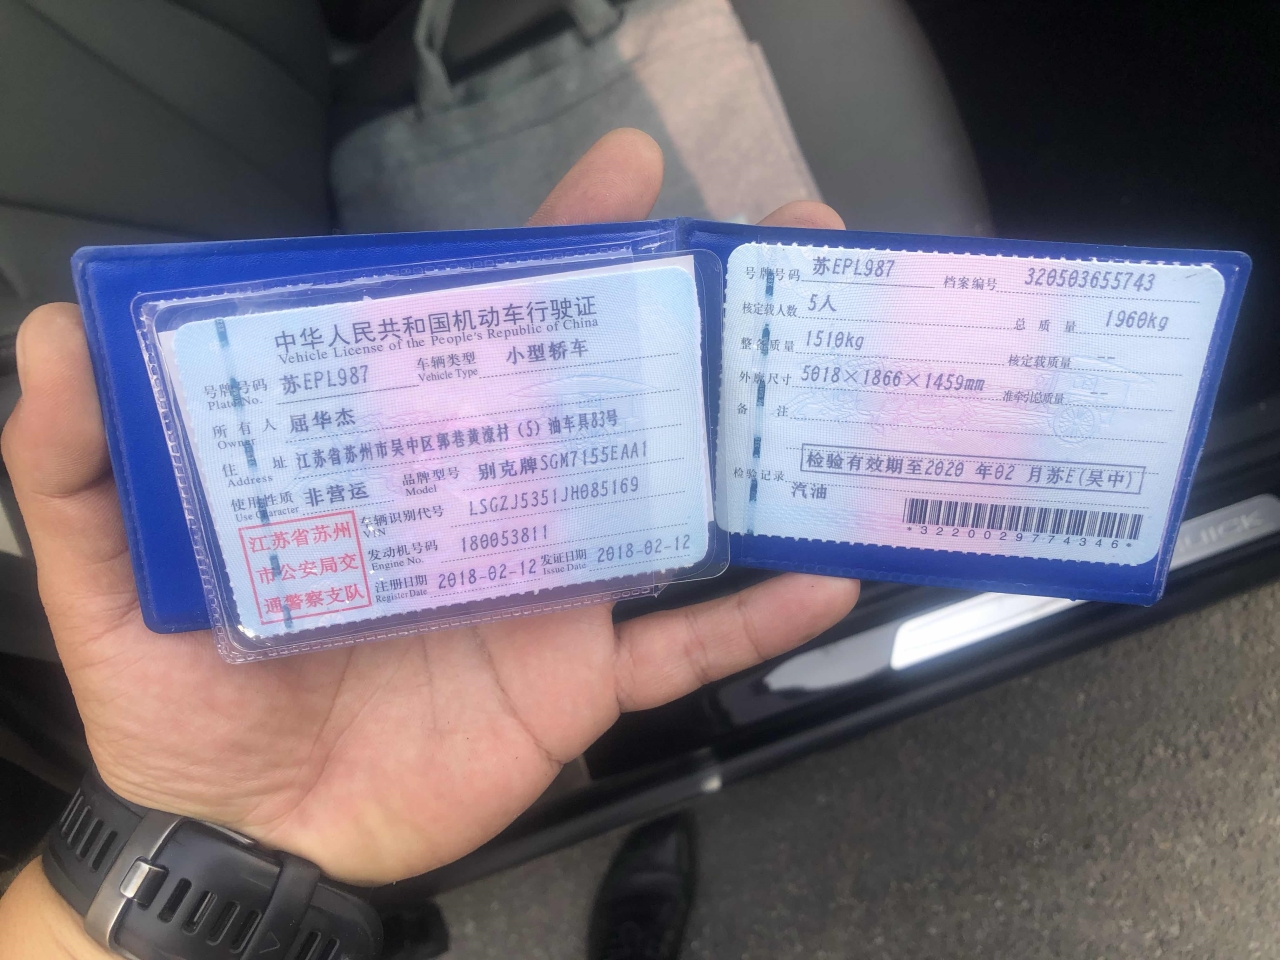 中华人民共和国机动车行驶证
Vehicle License of the People's Republic of China
号牌号码 苏EPL987 车辆类型 小型轿车
Plate No. Vehicle Type
所有人 屈华杰
Owner
住址 江苏省苏州市吴中区郭巷黄潦村(5)油车具83号
Address
使用性质 非营运 品牌型号 别克牌SGM7155EAA1
Use Character Model
江苏省苏州
市公安局交
通警察支队
车辆识别代号 LSGZJ5351JH085169
VIN
发动机号码 180053811
Engine No.
注册日期 2018-02-12 发证日期 2018-02-12
Register Date Issue Date
号牌号码 苏EPL987 档案编号 320503655743
核定载人数 5人 总质量 1960kg
整备质量 1510kg 核定载质量 --
外廓尺寸 5018×1866×1459mm 准牵引总质量 --
备注
检验记录 检验有效期至2020 年02 月苏E(吴中)
汽油
*3220029774346*
BUICK